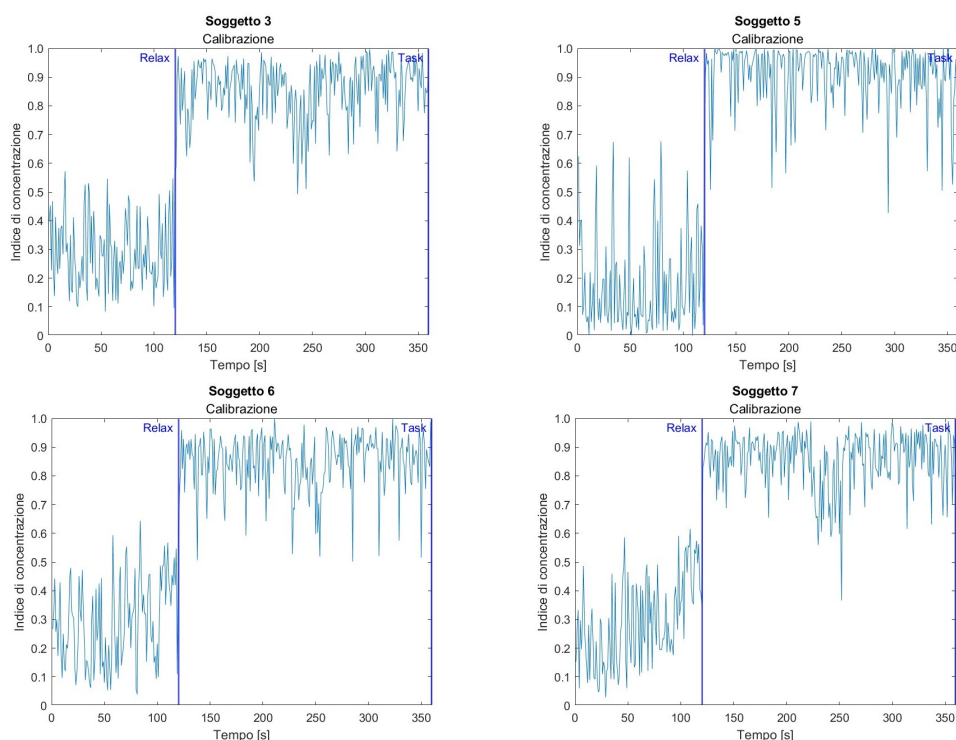 Soggetto 3
Calibrazione
1.0
0.9
0.8
0.7
0.6
0.5
0.4
0.3
0.2
0.1
0
Indice di concentrazione
Relax
Task
0 50 100 150 200 250 300 350
Tempo [s]
Soggetto 5
Calibrazione
1.0
0.9
0.8
0.7
0.6
0.5
0.4
0.3
0.2
0.1
0
Indice di concentrazione
Relax
Task
0 50 100 150 200 250 300 350
Tempo [s]
Soggetto 6
Calibrazione
1.0
0.9
0.8
0.7
0.6
0.5
0.4
0.3
0.2
0.1
0
Indice di concentrazione
Relax
Task
0 50 100 150 200 250 300 350
Tempo [s]
Soggetto 7
Calibrazione
1.0
0.9
0.8
0.7
0.6
0.5
0.4
0.3
0.2
0.1
0
Indice di concentrazione
Relax
Task
0 50 100 150 200 250 300 350
Tempo [s]